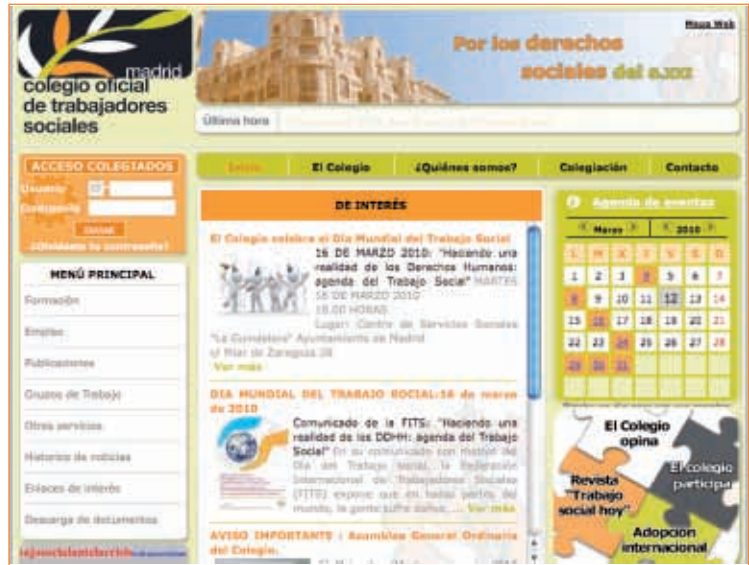 Mapa Web
madrid
colegio oficial
de trabajadores
sociales
Por los derechos
sociales del s.XXI
Última hora
ACCESO COLEGIADOS
Usuario
Contraseña
ENVIAR
¿Olvidaste tu contraseña?
Inicio
El Colegio
¿Quiénes somos?
Colegiación
Contacto
MENÚ PRINCIPAL
Formación
Empleo
Publicaciones
Grupos de Trabajo
Otros servicios
Historico de noticias
Enlaces de interés
Descarga de documentos
DE INTERÉS
El Colegio celebra el Día Mundial del Trabajo Social
16 DE MARZO 2010: "Haciendo una
realidad de los Derechos Humanos:
agenda del Trabajo Social" MARTES
16 DE MARZO 2010
18.00 HORAS
Lugar: Centro de Servicios Sociales
Ayuntamiento de Madrid
Ver más
DIA MUNDIAL DEL TRABAJO SOCIAL:16 de marzo
de 2010
Comunicado de la FITS: "Haciendo una
realidad de los DDHH: agenda del Trabajo
Social" En su comunicado con motivo del
Día del Trabajo social, la Federación
Internacional de Trabajadores Sociales
(FITS) expone que en todas partes del
mundo, la gente sufre daños, ... Ver más
AVISO IMPORTANTE : Asamblea General Ordinaria
del Colegio.
Agenda de eventos
Marzo 2010
L M X J V S D
1 2 3 4 5 6 7
8 9 10 11 12 13 14
15 16 17 18 19 20 21
22 23 24 25 26 27 28
29 30 31
El Colegio
opina
El colegio
participa
Revista
"Trabajo
social hoy"
Adopción
internacional